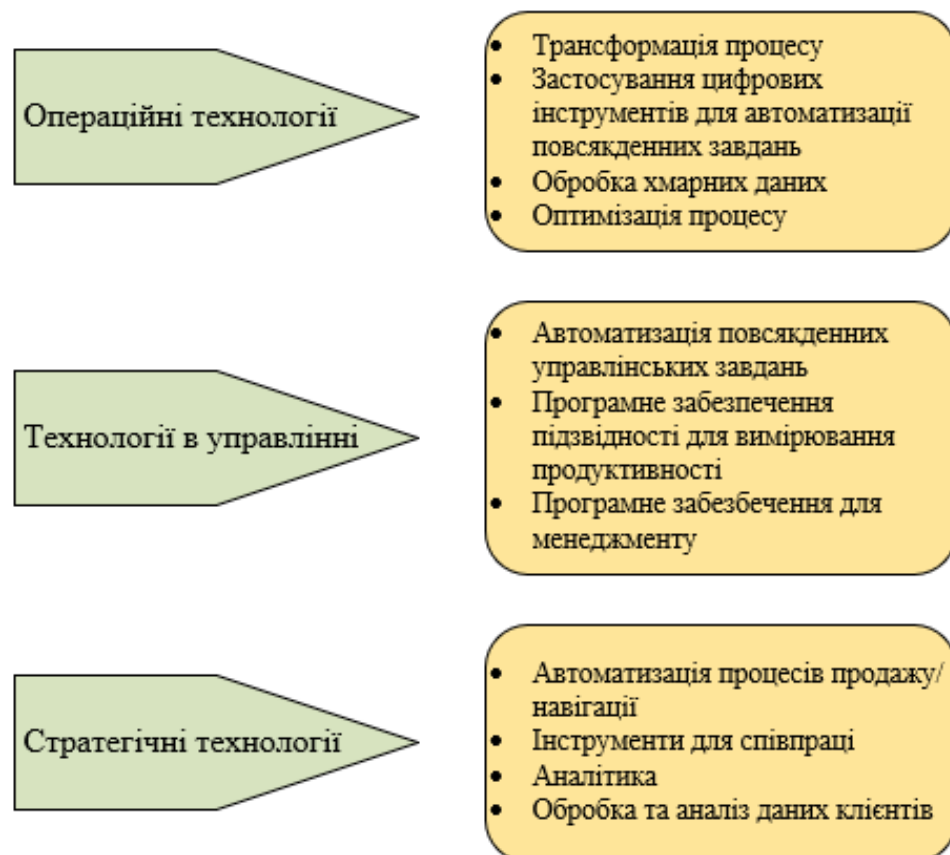 Операційні технології
• Трансформація процесу
• Застосування цифрових
інструментів для автоматизації
повсякденних завдань
• Обробка хмарних даних
• Оптимізація процесу
Технології в управлінні
• Автоматизація повсякденних
управлінських завдань
• Програмне забезпечення
підзвідності для вимірювання
продуктивності
• Програмне забезбечення для
менеджменту
Стратегічні технології
• Автоматизація процесів продажу/
навігації
• Інструменти для співпраці
• Аналітика
• Обробка та аналіз даних клієнтів